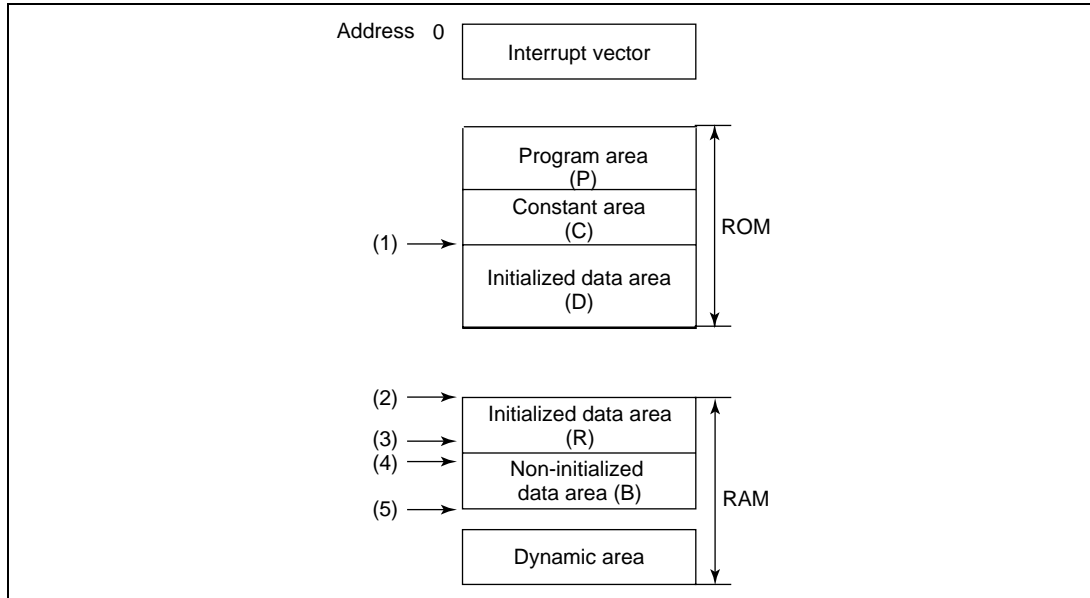 Address 0
Interrupt vector
Program area
(P)
Constant area
(C)
(1)
ROM
Initialized data area
(D)
(2)
Initialized data area
(R)
(3)
(4)
Non-initialized
data area (B)
(5)
RAM
Dynamic area